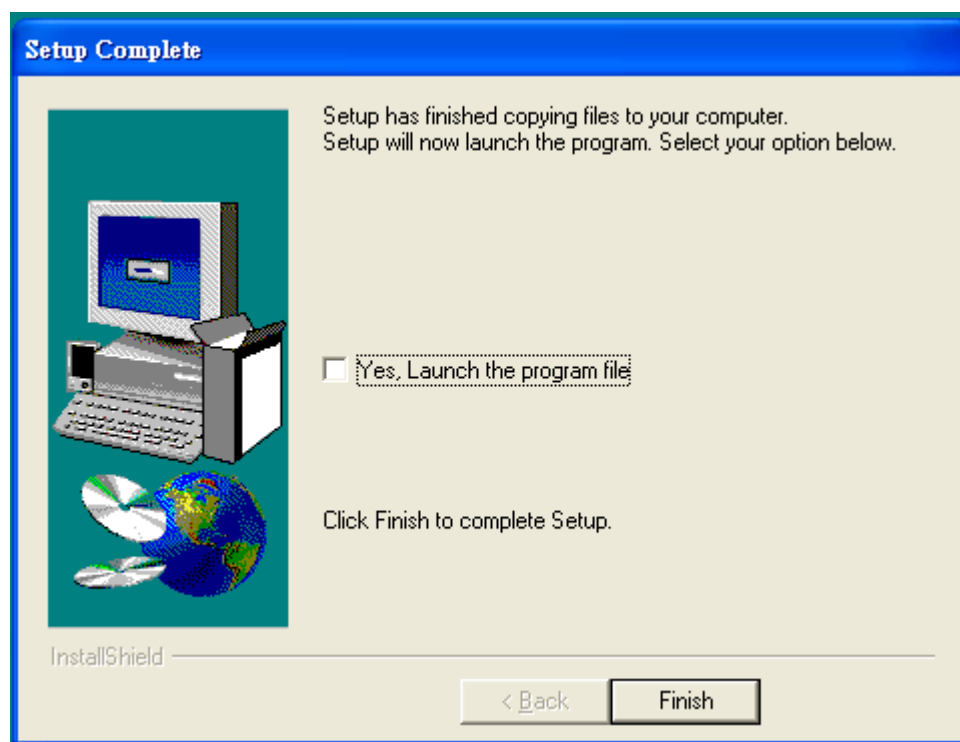 Setup Complete
Setup has finished copying files to your computer.
Setup will now launch the program. Select your option below.
Yes, Launch the program file
Click Finish to complete Setup.
InstallShield
< Back
Finish